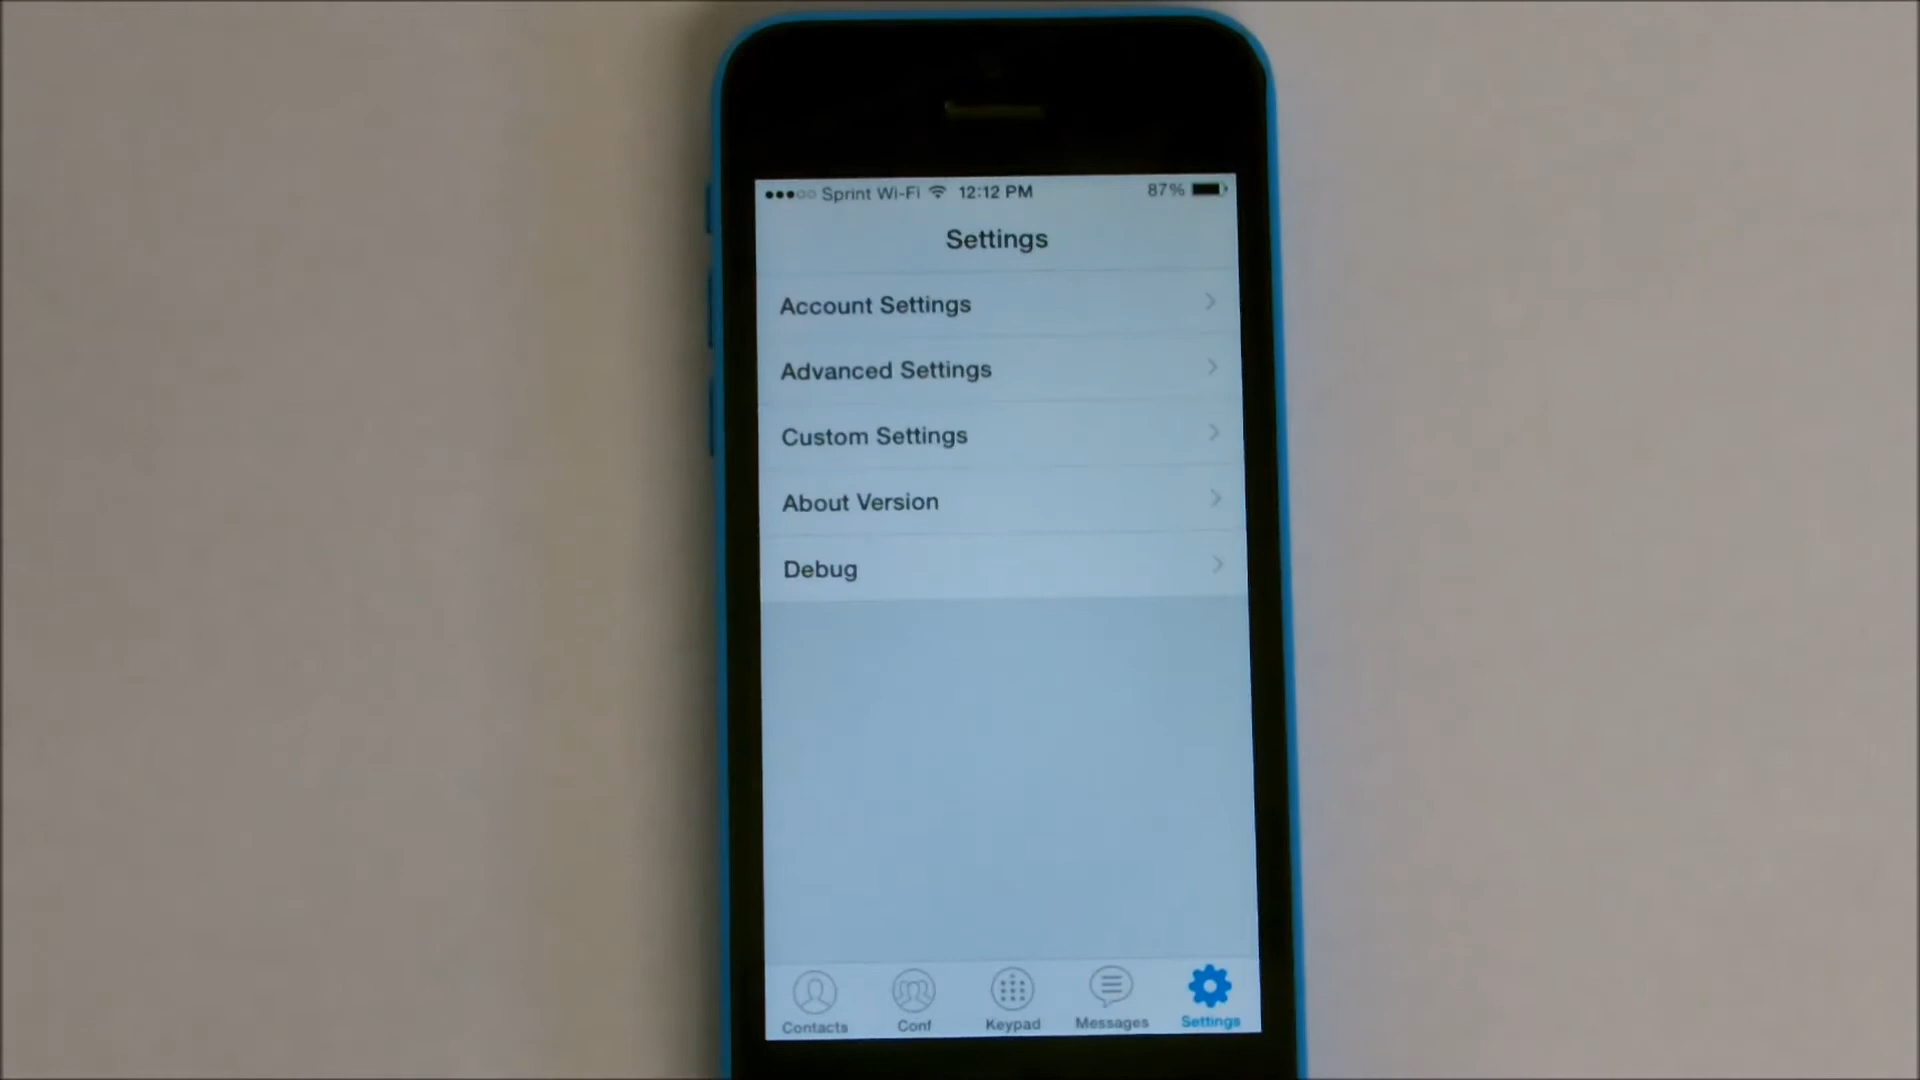 Sprint Wi-Fi 12:12 PM 87%
Settings
Account Settings
Advanced Settings
Custom Settings
About Version
Debug
Contacts Conf Keypad Messages Settings